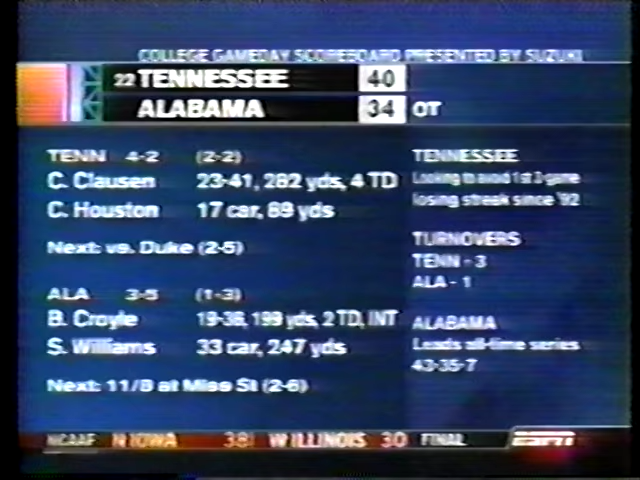 COLLEGE GAMEDAY SCOREBOARD PRESENTED BY SUZUKI
22 TENNESSEE 40
ALABAMA 34 OT
TENN 4-2 (2-2)
C. Clausen 23-41, 282 yds, 4 TD
C. Houston 17 car, 89 yds
Next: vs. Duke (2-5)
ALA 3-5 (1-3)
B. Croyle 19-36, 199 yds, 2 TD, INT
S. Williams 33 car, 247 yds
Next: 11/8 at Miss St (2-6)
TENNESSEE
Looking to avoid 1st 3-game
losing streak since '92
TURNOVERS
TENN - 3
ALA - 1
ALABAMA
Leads all-time series
43-35-7
NCAAF N IOWA 38 W ILLINOIS 30 FINAL ESPN